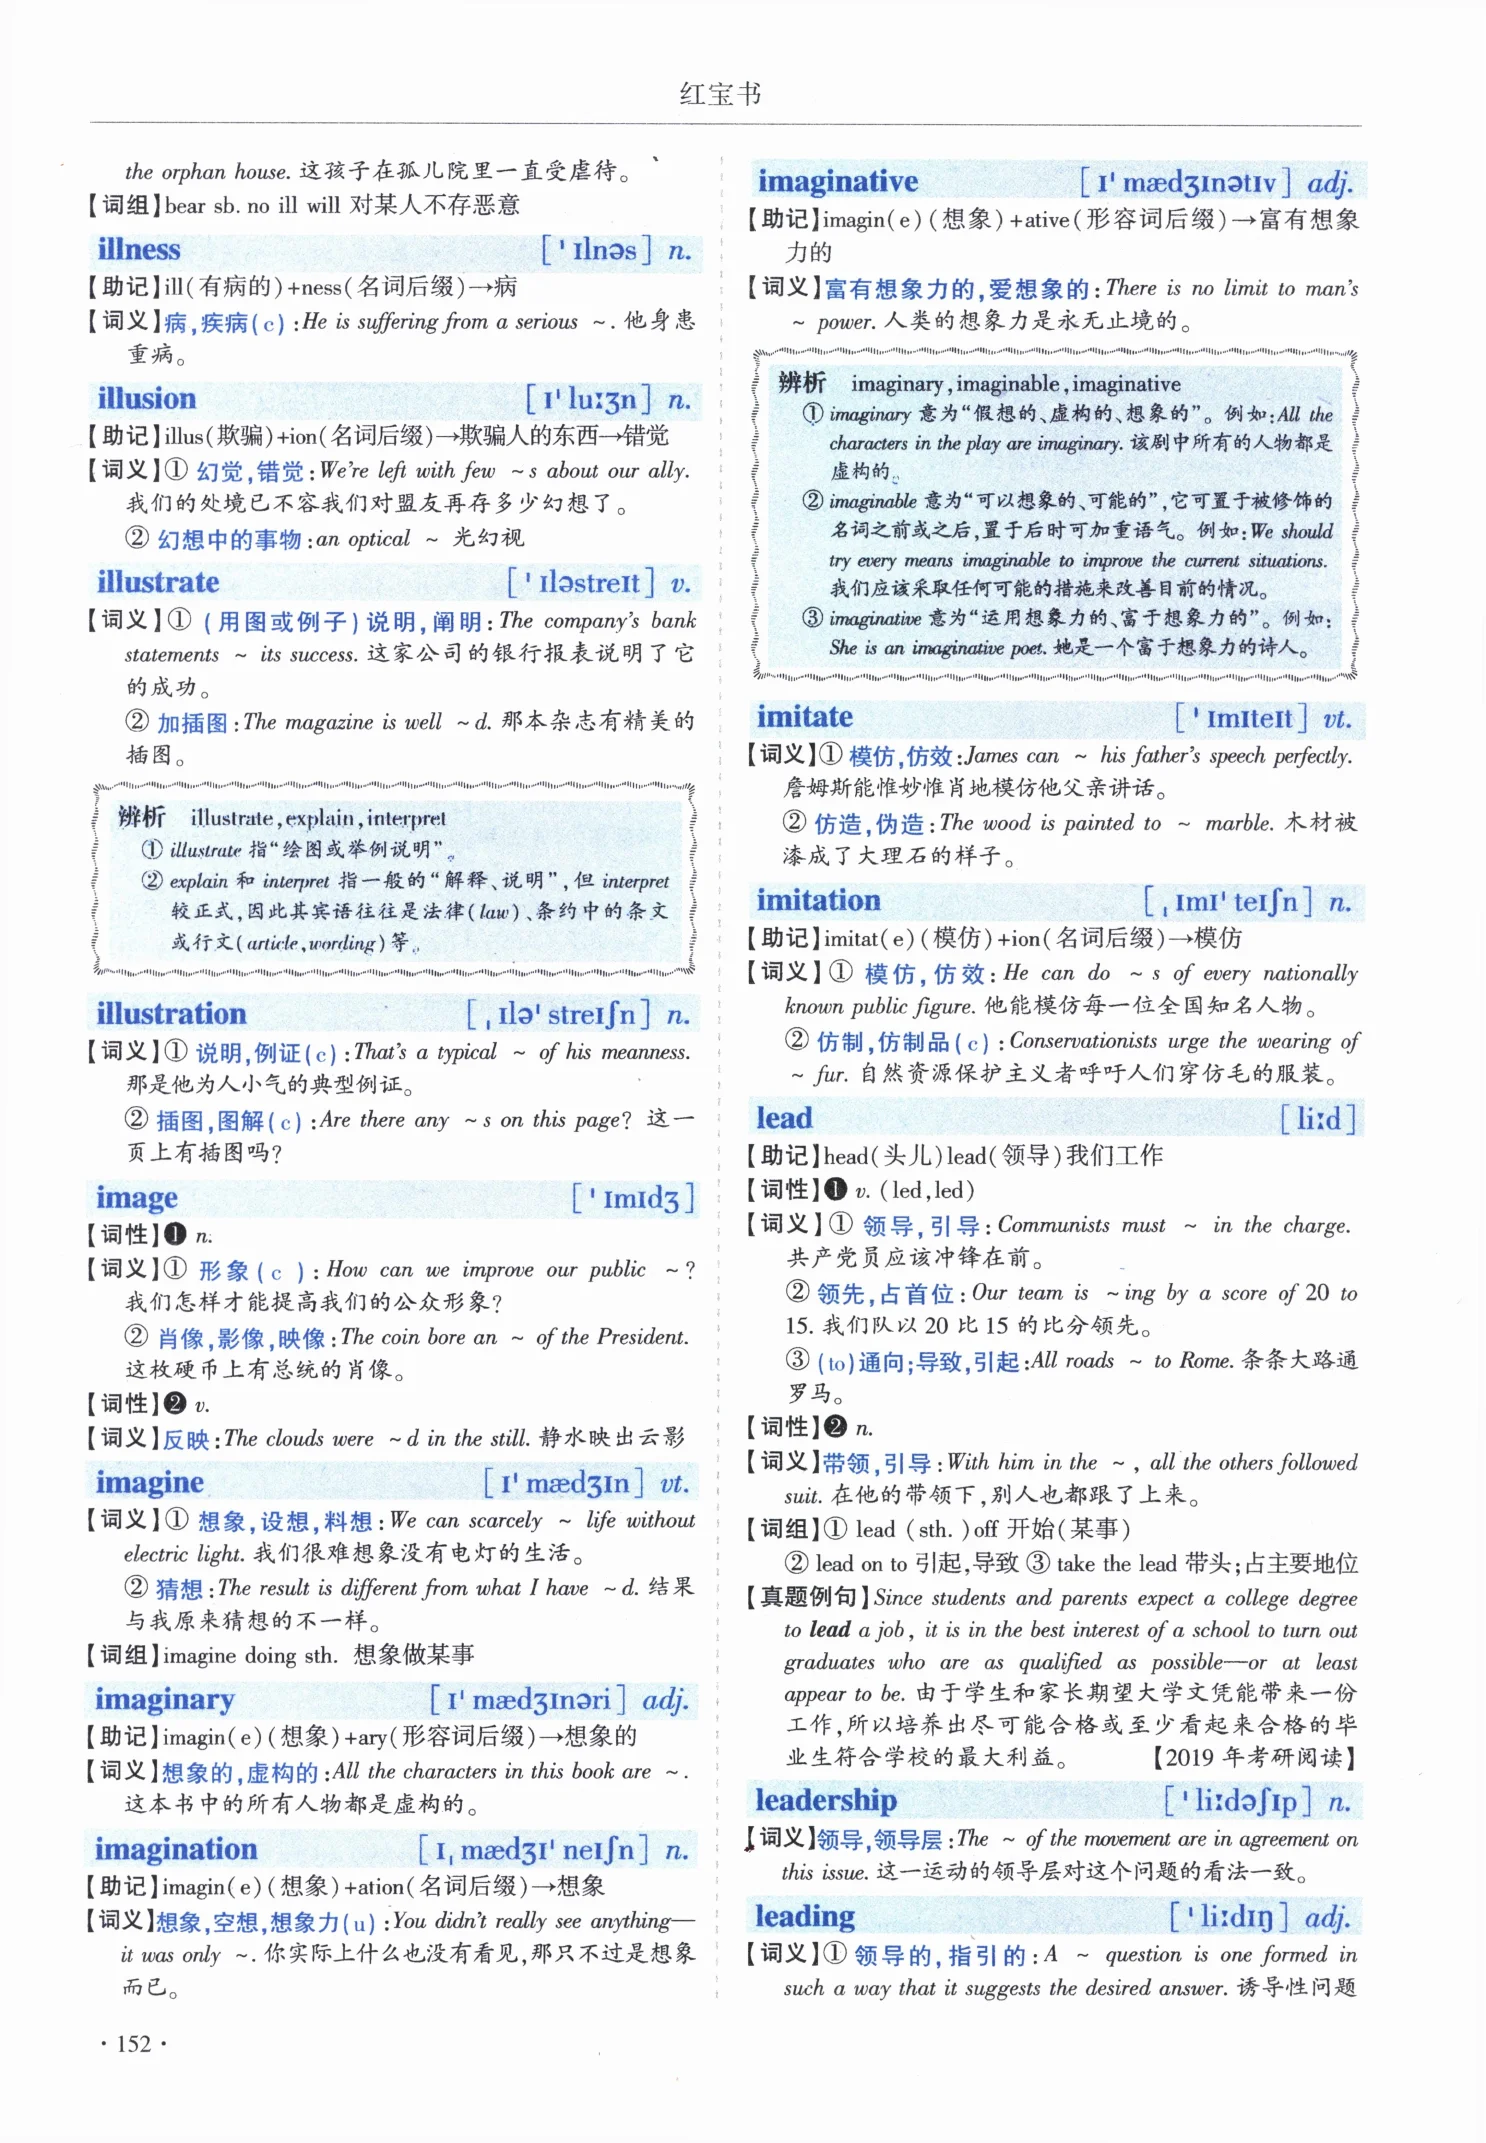 红宝书
the orphan house. 这孩子在孤儿院里一直受虐待。
【词组】bear sb. no ill will 对某人不存恶意
illness ['ɪlnəs] n.
【助记】ill(有病的)+ness(名词后缀)→病
【词义】病,疾病(c):He is suffering from a serious ~. 他身患
重病。
illusion [ɪ'luːʒn] n.
【助记】illus(欺骗)+ion(名词后缀)→欺骗人的东西→错觉
【词义】① 幻觉,错觉:We're left with few ~s about our ally.
我们的处境已不容我们对盟友再存多少幻想了。
② 幻想中的事物:an optical ~ 光幻视
illustrate ['ɪləstreɪt] v.
【词义】① (用图或例子)说明,阐明:The company's bank
statements ~ its success. 这家公司的银行报表说明了它
的成功。
② 加插图:The magazine is well ~d. 那本杂志有精美的
插图。
辨析 illustrate,explain,interpret
① illustrate 指“绘图或举例说明”。
② explain 和 interpret 指一般的“解释、说明”,但 interpret
较正式,因此其宾语往往是法律(law)、条约中的条文
或行文(article,wording)等。
illustration [ˌɪlə'streɪʃn] n.
【词义】① 说明,例证(c):That's a typical ~ of his meanness.
那是他为人小气的典型例证。
② 插图,图解(c):Are there any ~s on this page? 这一
页上有插图吗?
image ['ɪmɪdʒ]
【词性】❶ n.
【词义】① 形象(c ):How can we improve our public ~?
我们怎样才能提高我们的公众形象?
② 肖像,影像,映像:The coin bore an ~ of the President.
这枚硬币上有总统的肖像。
【词性】❷ v.
【词义】反映:The clouds were ~d in the still. 静水映出云影
imagine [ɪ'mædʒɪn] vt.
【词义】① 想象,设想,料想:We can scarcely ~ life without
electric light. 我们很难想象没有电灯的生活。
② 猜想:The result is different from what I have ~d. 结果
与我原来猜想的不一样。
【词组】imagine doing sth. 想象做某事
imaginary [ɪ'mædʒɪnəri] adj.
【助记】imagin(e)(想象)+ary(形容词后缀)→想象的
【词义】想象的,虚构的:All the characters in this book are ~.
这本书中的所有人物都是虚构的。
imagination [ɪˌmædʒɪ'neɪʃn] n.
【助记】imagin(e)(想象)+ation(名词后缀)→想象
【词义】想象,空想,想象力(u):You didn't really see anything—
it was only ~. 你实际上什么也没有看见,那只不过是想象
而已。
imaginative [ɪ'mædʒɪnətɪv] adj.
【助记】imagin(e)(想象)+ative(形容词后缀)→富有想象
力的
【词义】富有想象力的,爱想象的:There is no limit to man's
~ power. 人类的想象力是永无止境的。
辨析 imaginary,imaginable,imaginative
① imaginary 意为“假想的、虚构的、想象的”。例如:All the
characters in the play are imaginary. 该剧中所有的人物都是
虚构的。
② imaginable 意为“可以想象的、可能的”,它可置于被修饰的
名词之前或之后,置于后时可加重语气。例如:We should
try every means imaginable to improve the current situations.
我们应该采取任何可能的措施来改善目前的情况。
③ imaginative 意为“运用想象力的、富于想象力的”。例如:
She is an imaginative poet. 她是一个富于想象力的诗人。
imitate ['ɪmɪteɪt] vt.
【词义】① 模仿,仿效:James can ~ his father's speech perfectly.
詹姆斯能惟妙惟肖地模仿他父亲讲话。
② 仿造,伪造:The wood is painted to ~ marble. 木材被
漆成了大理石的样子。
imitation [ˌɪmɪ'teɪʃn] n.
【助记】imitat(e)(模仿)+ion(名词后缀)→模仿
【词义】① 模仿,仿效:He can do ~s of every nationally
known public figure. 他能模仿每一位全国知名人物。
② 仿制,仿制品(c):Conservationists urge the wearing of
~ fur. 自然资源保护主义者呼吁人们穿仿毛的服装。
lead [liːd]
【助记】head(头儿)lead(领导)我们工作
【词性】❶ v. (led,led)
【词义】① 领导,引导:Communists must ~ in the charge.
共产党员应该冲锋在前。
② 领先,占首位:Our team is ~ing by a score of 20 to
15. 我们队以 20 比 15 的比分领先。
③ (to)通向;导致,引起:All roads ~ to Rome. 条条大路通
罗马。
【词性】❷ n.
【词义】带领,引导:With him in the ~, all the others followed
suit. 在他的带领下,别人也都跟了上来。
【词组】① lead (sth.)off 开始(某事)
② lead on to 引起,导致 ③ take the lead 带头;占主要地位
【真题例句】Since students and parents expect a college degree
to lead a job, it is in the best interest of a school to turn out
graduates who are as qualified as possible—or at least
appear to be. 由于学生和家长期望大学文凭能带来一份
工作,所以培养出尽可能合格或至少看起来合格的毕
业生符合学校的最大利益。 【2019 年考研阅读】
leadership ['liːdəʃɪp] n.
【词义】领导,领导层:The ~ of the movement are in agreement on
this issue. 这一运动的领导层对这个问题的看法一致。
leading ['liːdɪŋ] adj.
【词义】① 领导的,指引的:A ~ question is one formed in
such a way that it suggests the desired answer. 诱导性问题
·152·